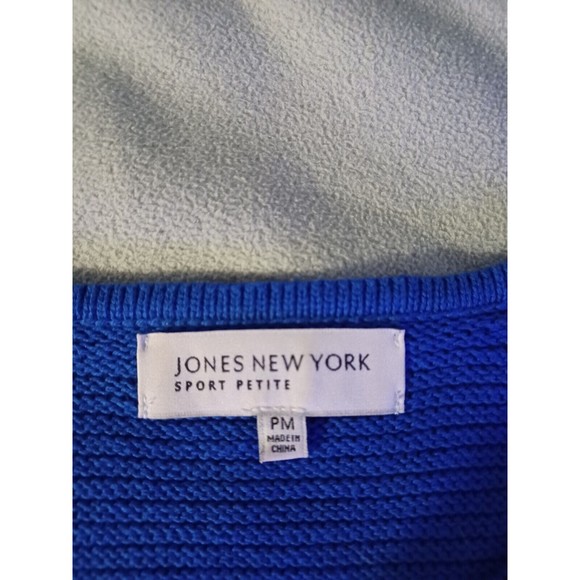 JONES NEW YORK
SPORT PETITE
PM
MADE IN
CHINA